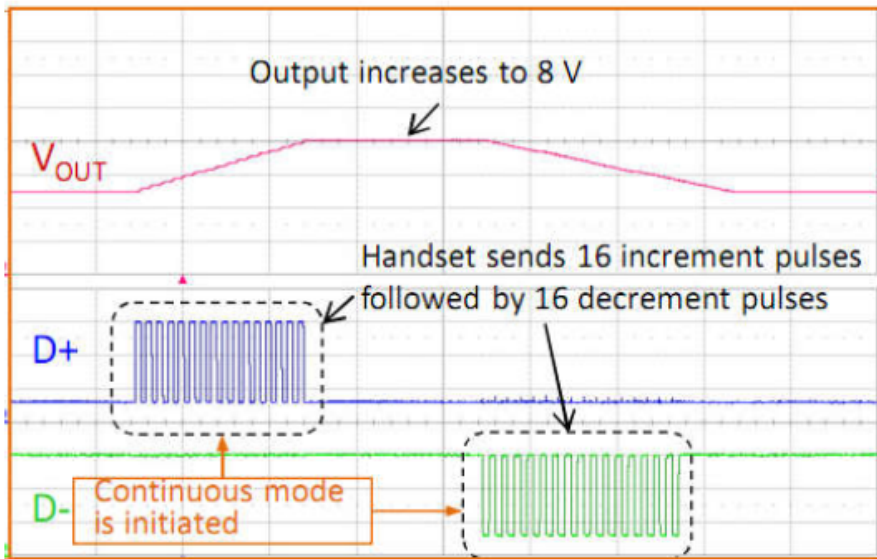 Output increases to 8 V
VOUT
Handset sends 16 increment pulses
followed by 16 decrement pulses
D+
Continuous mode
is initiated
D-